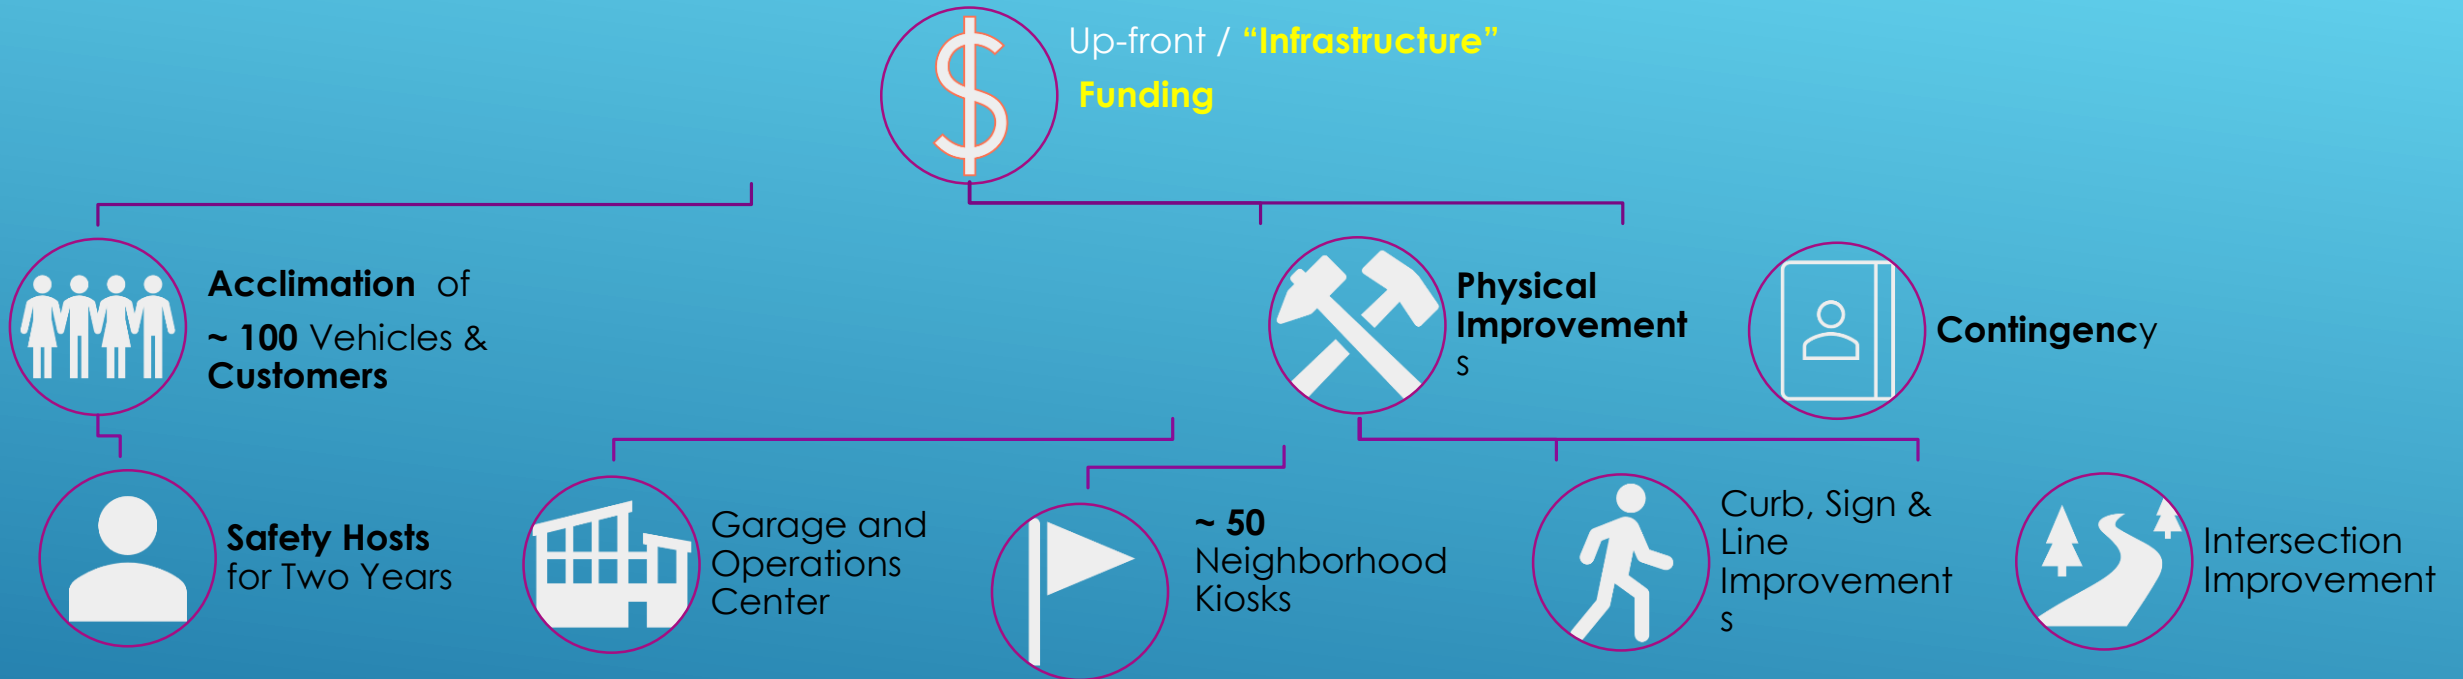 Up-front / “Infrastructure”
Funding
Acclimation of
~ 100 Vehicles &
Customers
Physical
Improvement
s
Contingency
Safety Hosts
for Two Years
Garage and
Operations
Center
~ 50
Neighborhood
Kiosks
Curb, Sign &
Line
Improvement
s
Intersection
Improvement